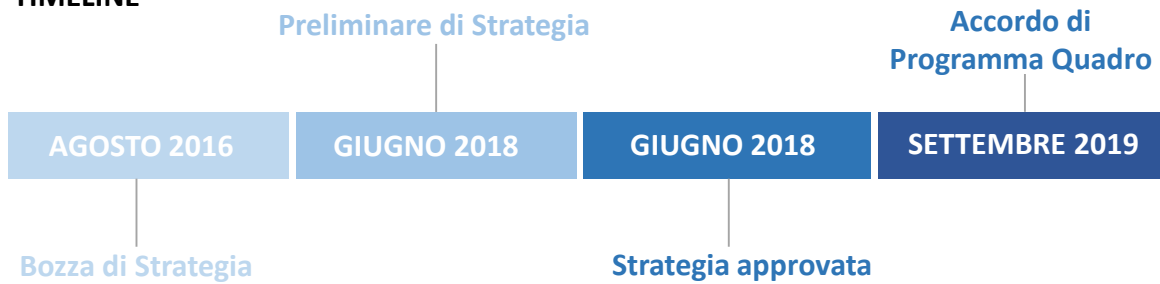 TIMELINE
Preliminare di Strategia
Accordo di
Programma Quadro
AGOSTO 2016
GIUGNO 2018
GIUGNO 2018
SETTEMBRE 2019
Bozza di Strategia
Strategia approvata